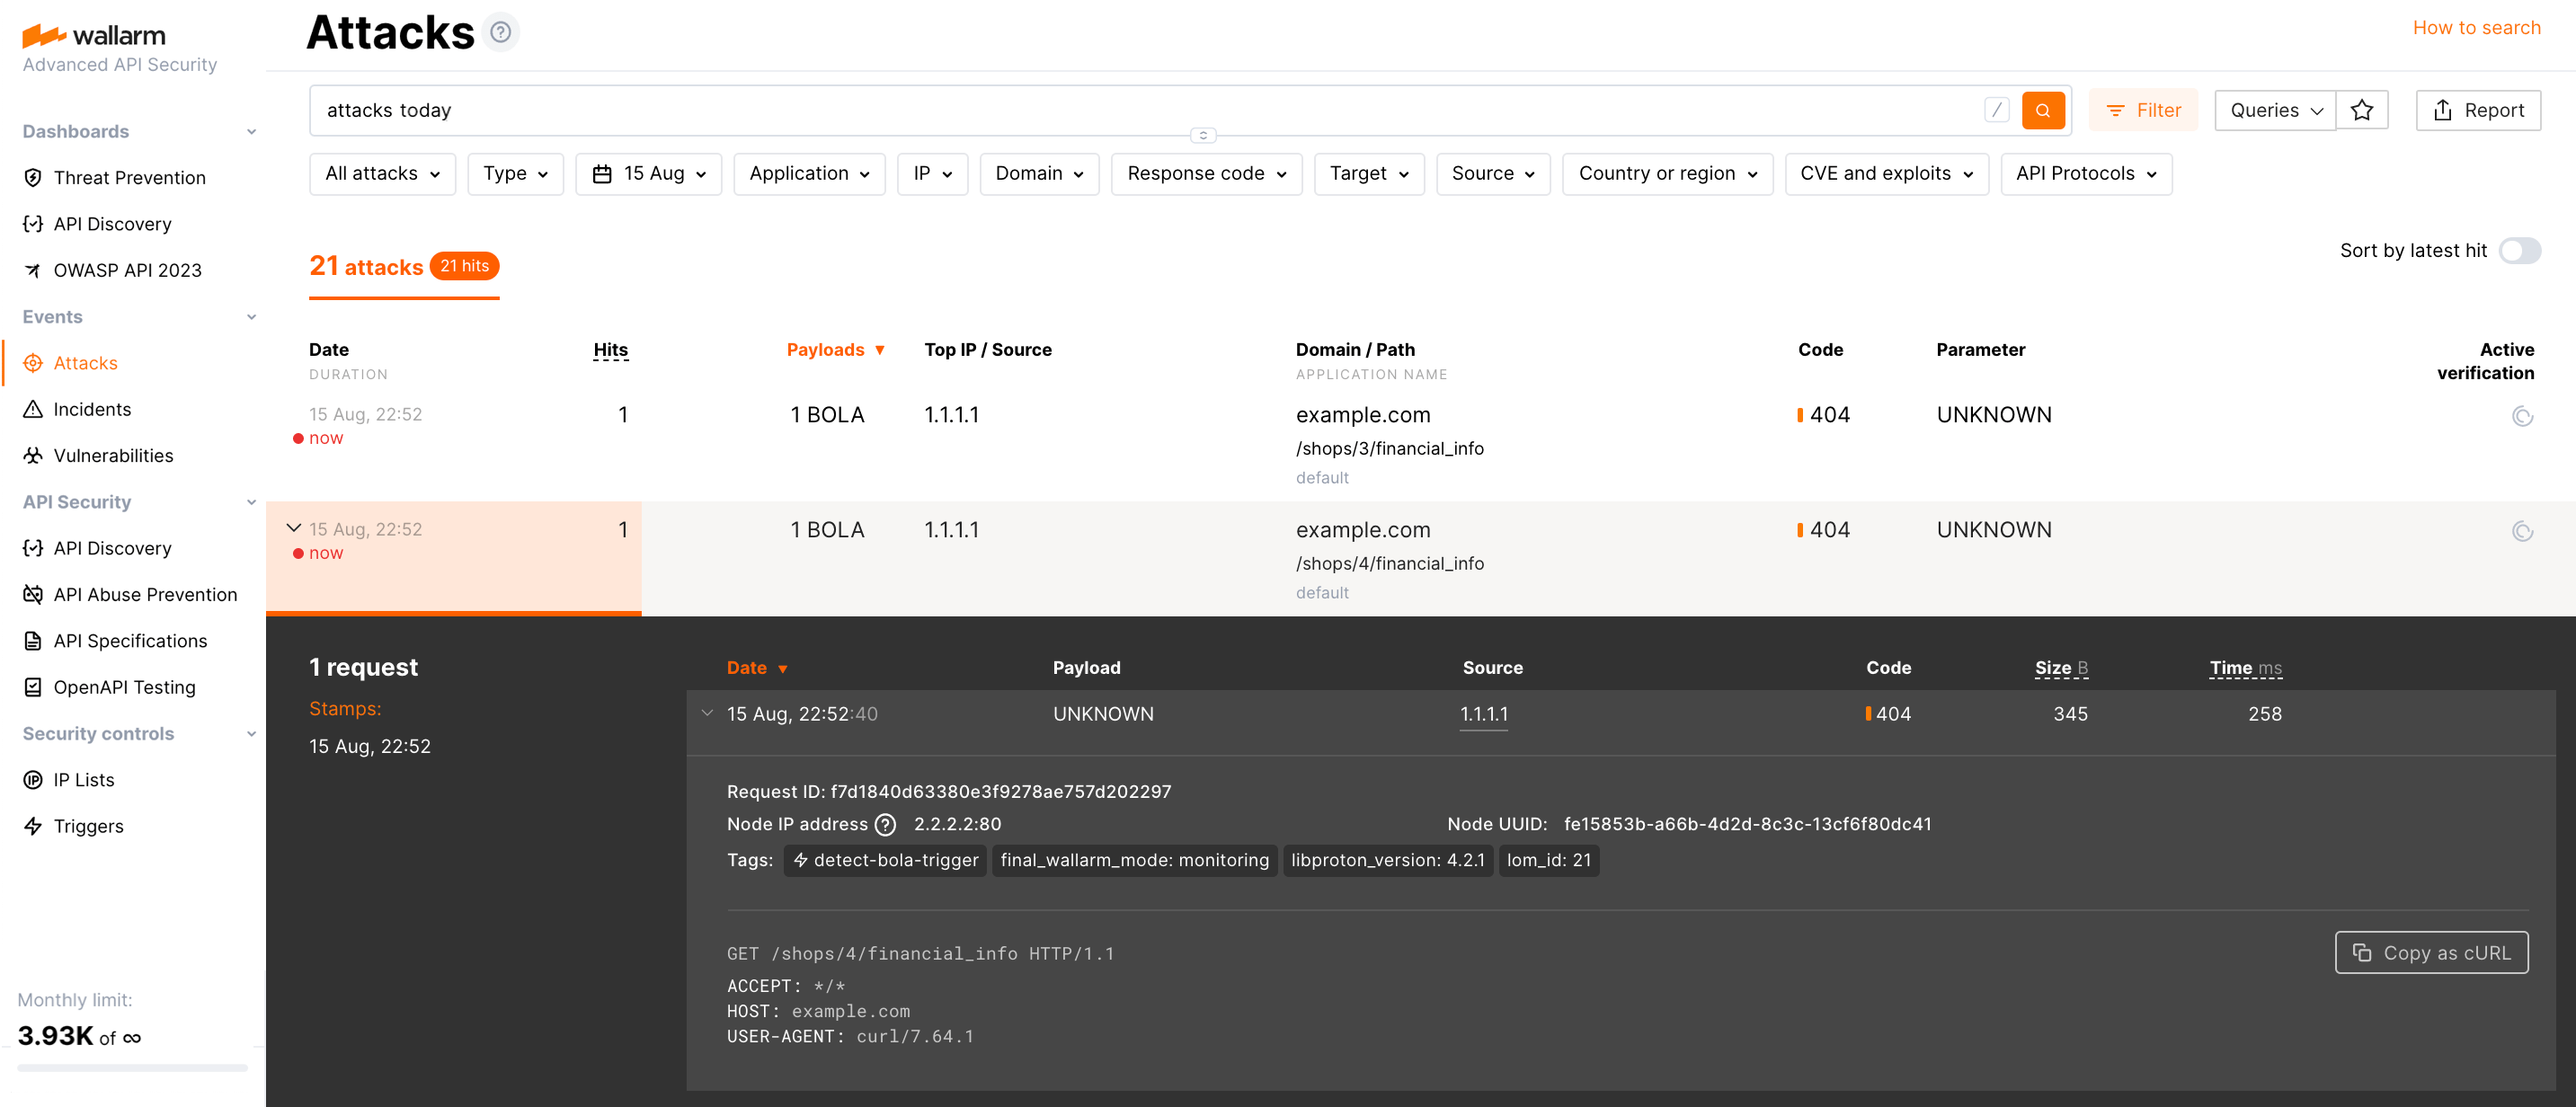 wallarm
Advanced API Security
Dashboards
Threat Prevention
API Discovery
OWASP API 2023
Events
Attacks
Incidents
Vulnerabilities
API Security
API Discovery
API Abuse Prevention
API Specifications
OpenAPI Testing
Security controls
IP Lists
Triggers
Monthly limit:
3.93K of ∞
Attacks ?
How to search
attacks today / Filter Queries Report
All attacks Type 15 Aug Application IP Domain Response code Target Source Country or region CVE and exploits API Protocols
21 attacks 21 hits
Sort by latest hit
Date Hits Payloads ▼ Top IP / Source Domain / Path Code Parameter Active
DURATION APPLICATION NAME verification
15 Aug, 22:52 1 1 BOLA 1.1.1.1 example.com 404 UNKNOWN
now /shops/3/financial_info
default
15 Aug, 22:52 1 1 BOLA 1.1.1.1 example.com 404 UNKNOWN
now /shops/4/financial_info
default
1 request
Stamps:
15 Aug, 22:52
Date ▼ Payload Source Code Size B Time ms
15 Aug, 22:52:40 UNKNOWN 1.1.1.1 404 345 258
Request ID: f7d1840d63380e3f9278ae757d202297
Node IP address ? 2.2.2.2:80 Node UUID: fe15853b-a66b-4d2d-8c3c-13cf6f80dc41
Tags: detect-bola-trigger final_wallarm_mode: monitoring libproton_version: 4.2.1 lom_id: 21
GET /shops/4/financial_info HTTP/1.1
Copy as cURL
ACCEPT: */*
HOST: example.com
USER-AGENT: curl/7.64.1